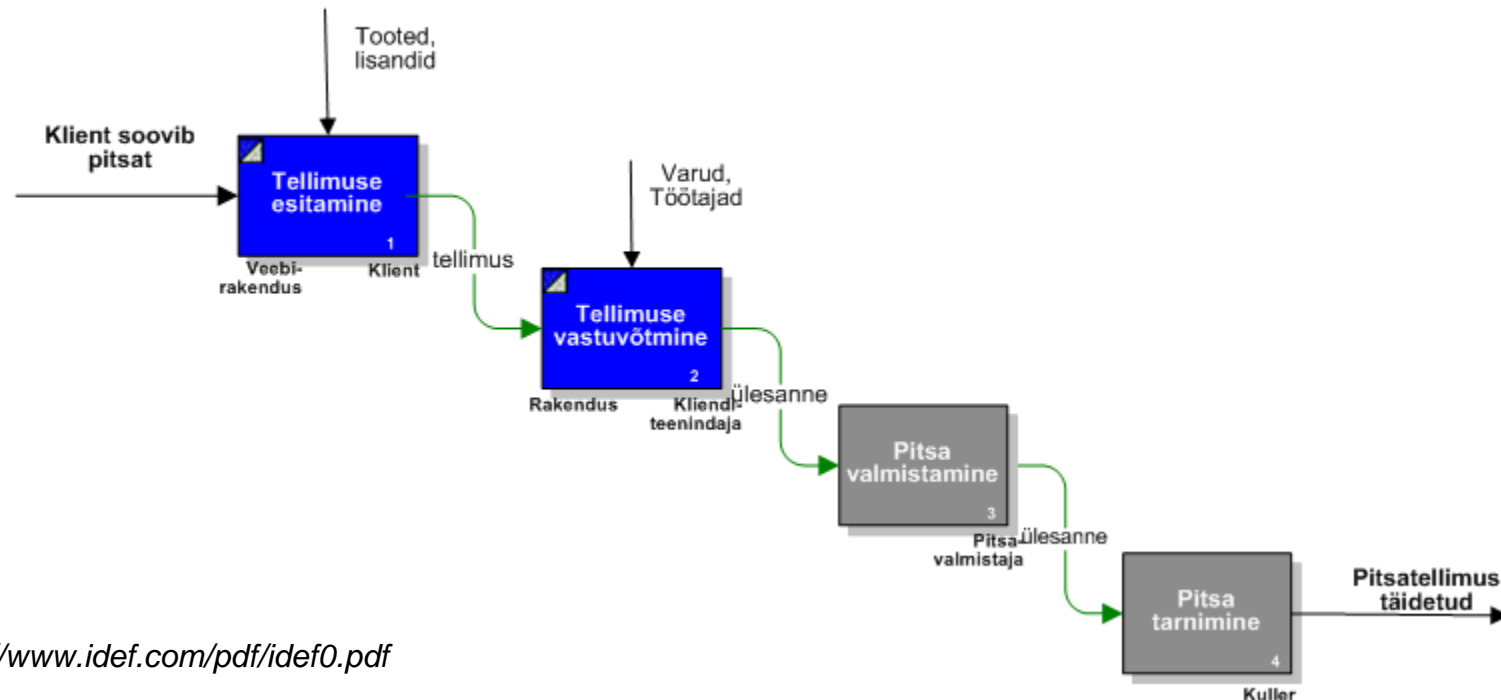 Tooted,
lisandid
Klient soovib
pitsat
Tellimuse
esitamine
1
Veebi-
rakendus
Klient
tellimus
Varud,
Töötajad
Tellimuse
vastuvõtmine
2
Rakendus
Kliendi-
teenindaja
ülesanne
Pitsa
valmistamine
3
Pitsa-
valmistaja
ülesanne
Pitsa
tarnimine
4
Kuller
Pitsatellimus
täidetud
/www.idef.com/pdf/idef0.pdf